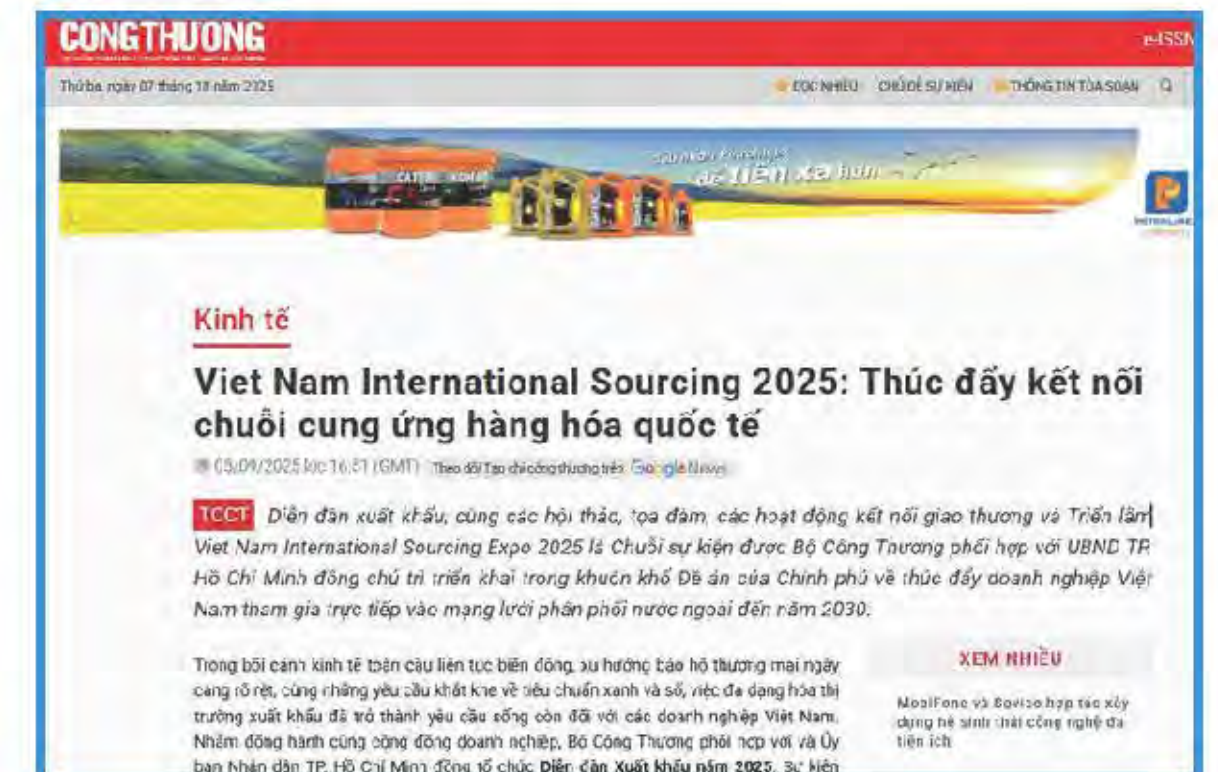 CÔNG THƯƠNG
e-ISSN
Thứ ba, ngày 07 tháng 10 năm 2025
ĐỌC NHIỀU CHỦ ĐỀ SỰ KIỆN THÔNG TIN TÒA SOẠN
để tiến xa hơn
Kinh tế
Viet Nam International Sourcing 2025: Thúc đẩy kết nối
chuỗi cung ứng hàng hóa quốc tế
05/09/2025 lúc (GMT) Theo dõi Tạp chí công thương trên Google News
TCCT Diễn đàn xuất khẩu, cùng các hội thảo, tọa đàm, các hoạt động kết nối giao thương và Triển lãm
Viet Nam International Sourcing Expo 2025 là Chuỗi sự kiện được Bộ Công Thương phối hợp với UBND TP.
Hồ Chí Minh đồng chủ trì triển khai trong khuôn khổ Đề án của Chính phủ về thúc đẩy doanh nghiệp Việt
Nam tham gia trực tiếp vào mạng lưới phân phối nước ngoài đến năm 2030.
Trong bối cảnh kinh tế toàn cầu liên tục biến động, xu hướng bảo hộ thương mại ngày
càng rõ rệt, cùng những yêu cầu khắt khe về tiêu chuẩn xanh và số, việc đa dạng hóa thị
trường xuất khẩu đã trở thành yêu cầu sống còn đối với các doanh nghiệp Việt Nam.
Nhằm đồng hành cùng cộng đồng doanh nghiệp, Bộ Công Thương phối hợp với và Ủy
ban Nhân dân TP. Hồ Chí Minh đồng tổ chức Diễn đàn Xuất khẩu năm 2025. Sự kiện
XEM NHIỀU
MobiFone và hợp tác xây
dựng hệ sinh thái công nghệ đa
tiện ích